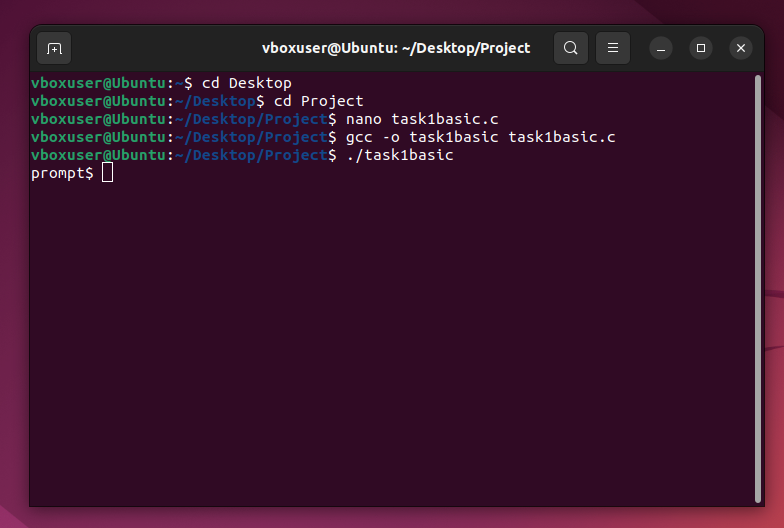 vboxuser@Ubuntu: ~/Desktop/Project
vboxuser@Ubuntu:~$ cd Desktop
vboxuser@Ubuntu:~/Desktop$ cd Project
vboxuser@Ubuntu:~/Desktop/Project$ nano task1basic.c
vboxuser@Ubuntu:~/Desktop/Project$ gcc -o task1basic task1basic.c
vboxuser@Ubuntu:~/Desktop/Project$ ./task1basic
prompt$